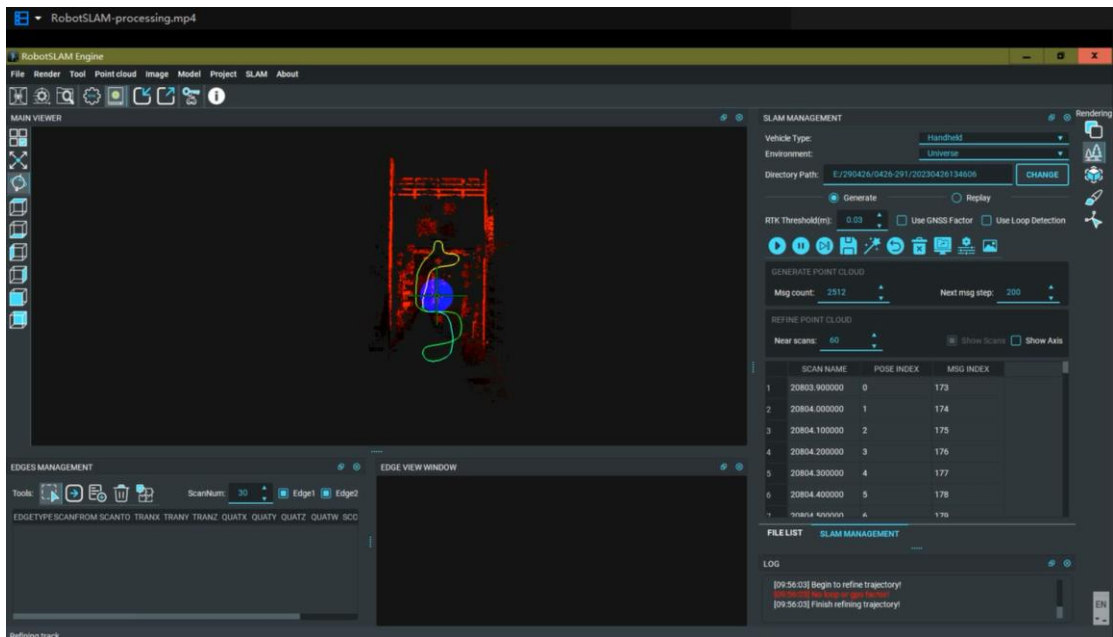 RobotSLAM-processing.mp4
RobotSLAM Engine
File Render Tool Point cloud Image Model Project SLAM About
MAIN VIEWER
SLAM MANAGEMENT
Rendering
Vehicle Type: Handheld
Environment: Universe
Directory Path: E:/290426/0426-291/20230426134606 CHANGE
Generate Replay
RTK Threshold(m): 0.03 Use GNSS Factor Use Loop Detection
GENERATE POINT CLOUD
Msg count: 2512 Next msg step: 200
REFINE POINT CLOUD
Near scans: 60 Show Scans Show Axis
SCAN NAME POSE INDEX MSG INDEX
1 20803.900000 0 173
2 20804.000000 1 174
3 20804.100000 2 175
4 20804.200000 3 176
5 20804.300000 4 177
6 20804.400000 5 178
7 20804.500000 6 179
FILE LIST SLAM MANAGEMENT
EDGES MANAGEMENT
EDGE VIEW WINDOW
Tools: ScanNum: 30 Edge1 Edge2
EDGETYPE SCANFROM SCANTO TRANX TRANY TRANZ QUATX QUATY QUATZ QUATW SCO
LOG
[09:56:03] Begin to refine trajectory!
[09:56:03] No loop or gps factor!
[09:56:03] Finish refining trajectory!
EN
Refining track